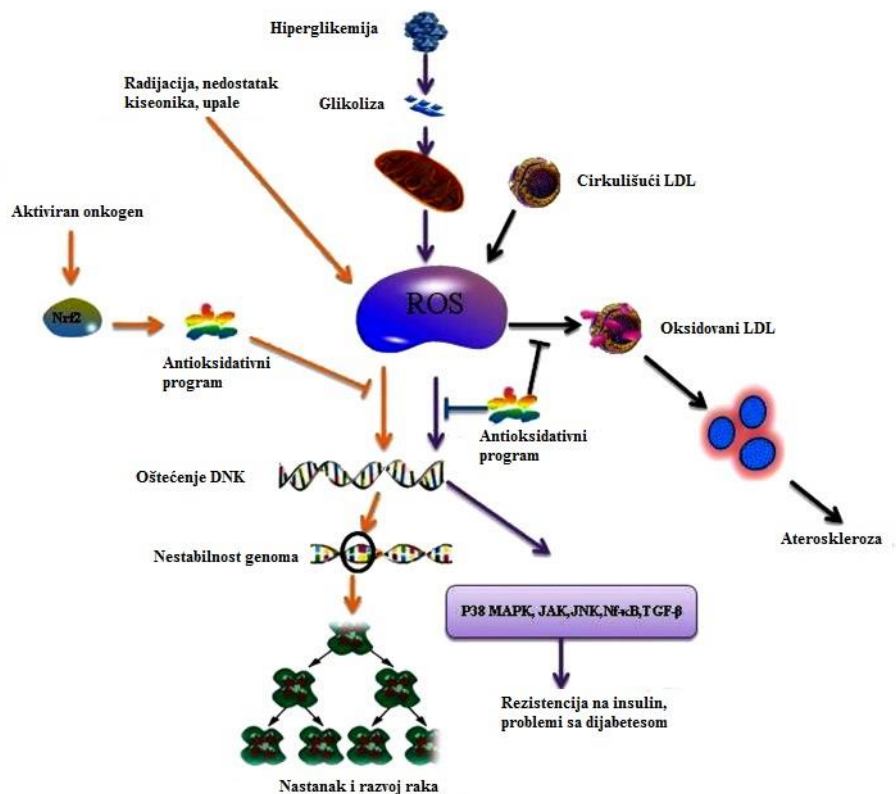 Hiperglikemija
Radijacija, nedostatak
kiseonika, upale
Glikoliza
Cirkulišući LDL
Aktiviran onkogen
Nrf2
ROS
Oksidovani LDL
Antioksidativni
program
Antioksidativni
program
Oštećenje DNK
Ateroskleroza
Nestabilnost genoma
P38 MAPK, JAK,JNK,Nf-κB,TGF-β
Rezistencija na insulin,
problemi sa dijabetesom
Nastanak i razvoj raka